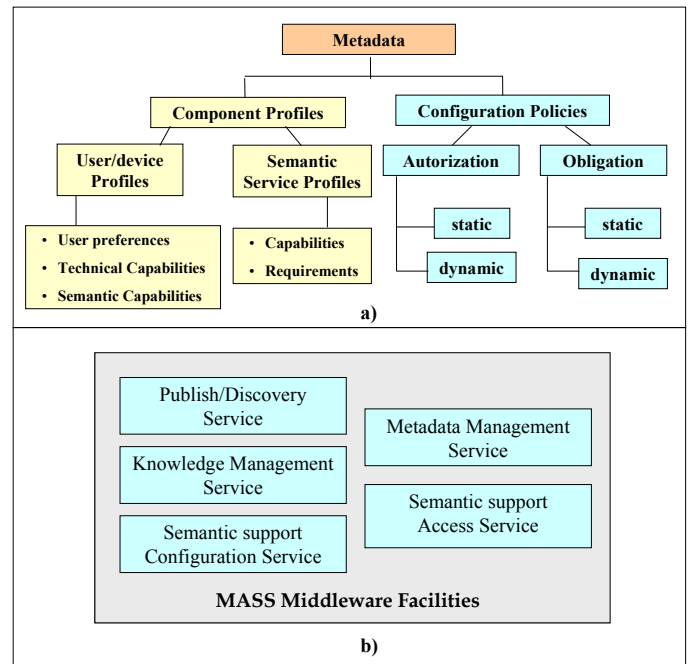 Metadata
Component Profiles
Configuration Policies
User/device
Profiles
Semantic
Service Profiles
Autorization
Obligation
• User preferences
• Technical Capabilities
• Semantic Capabilities
• Capabilities
• Requirements
static
dynamic
static
dynamic
a)
Publish/Discovery
Service
Knowledge Management
Service
Semantic support
Configuration Service
Metadata Management
Service
Semantic support
Access Service
MASS Middleware Facilities
b)